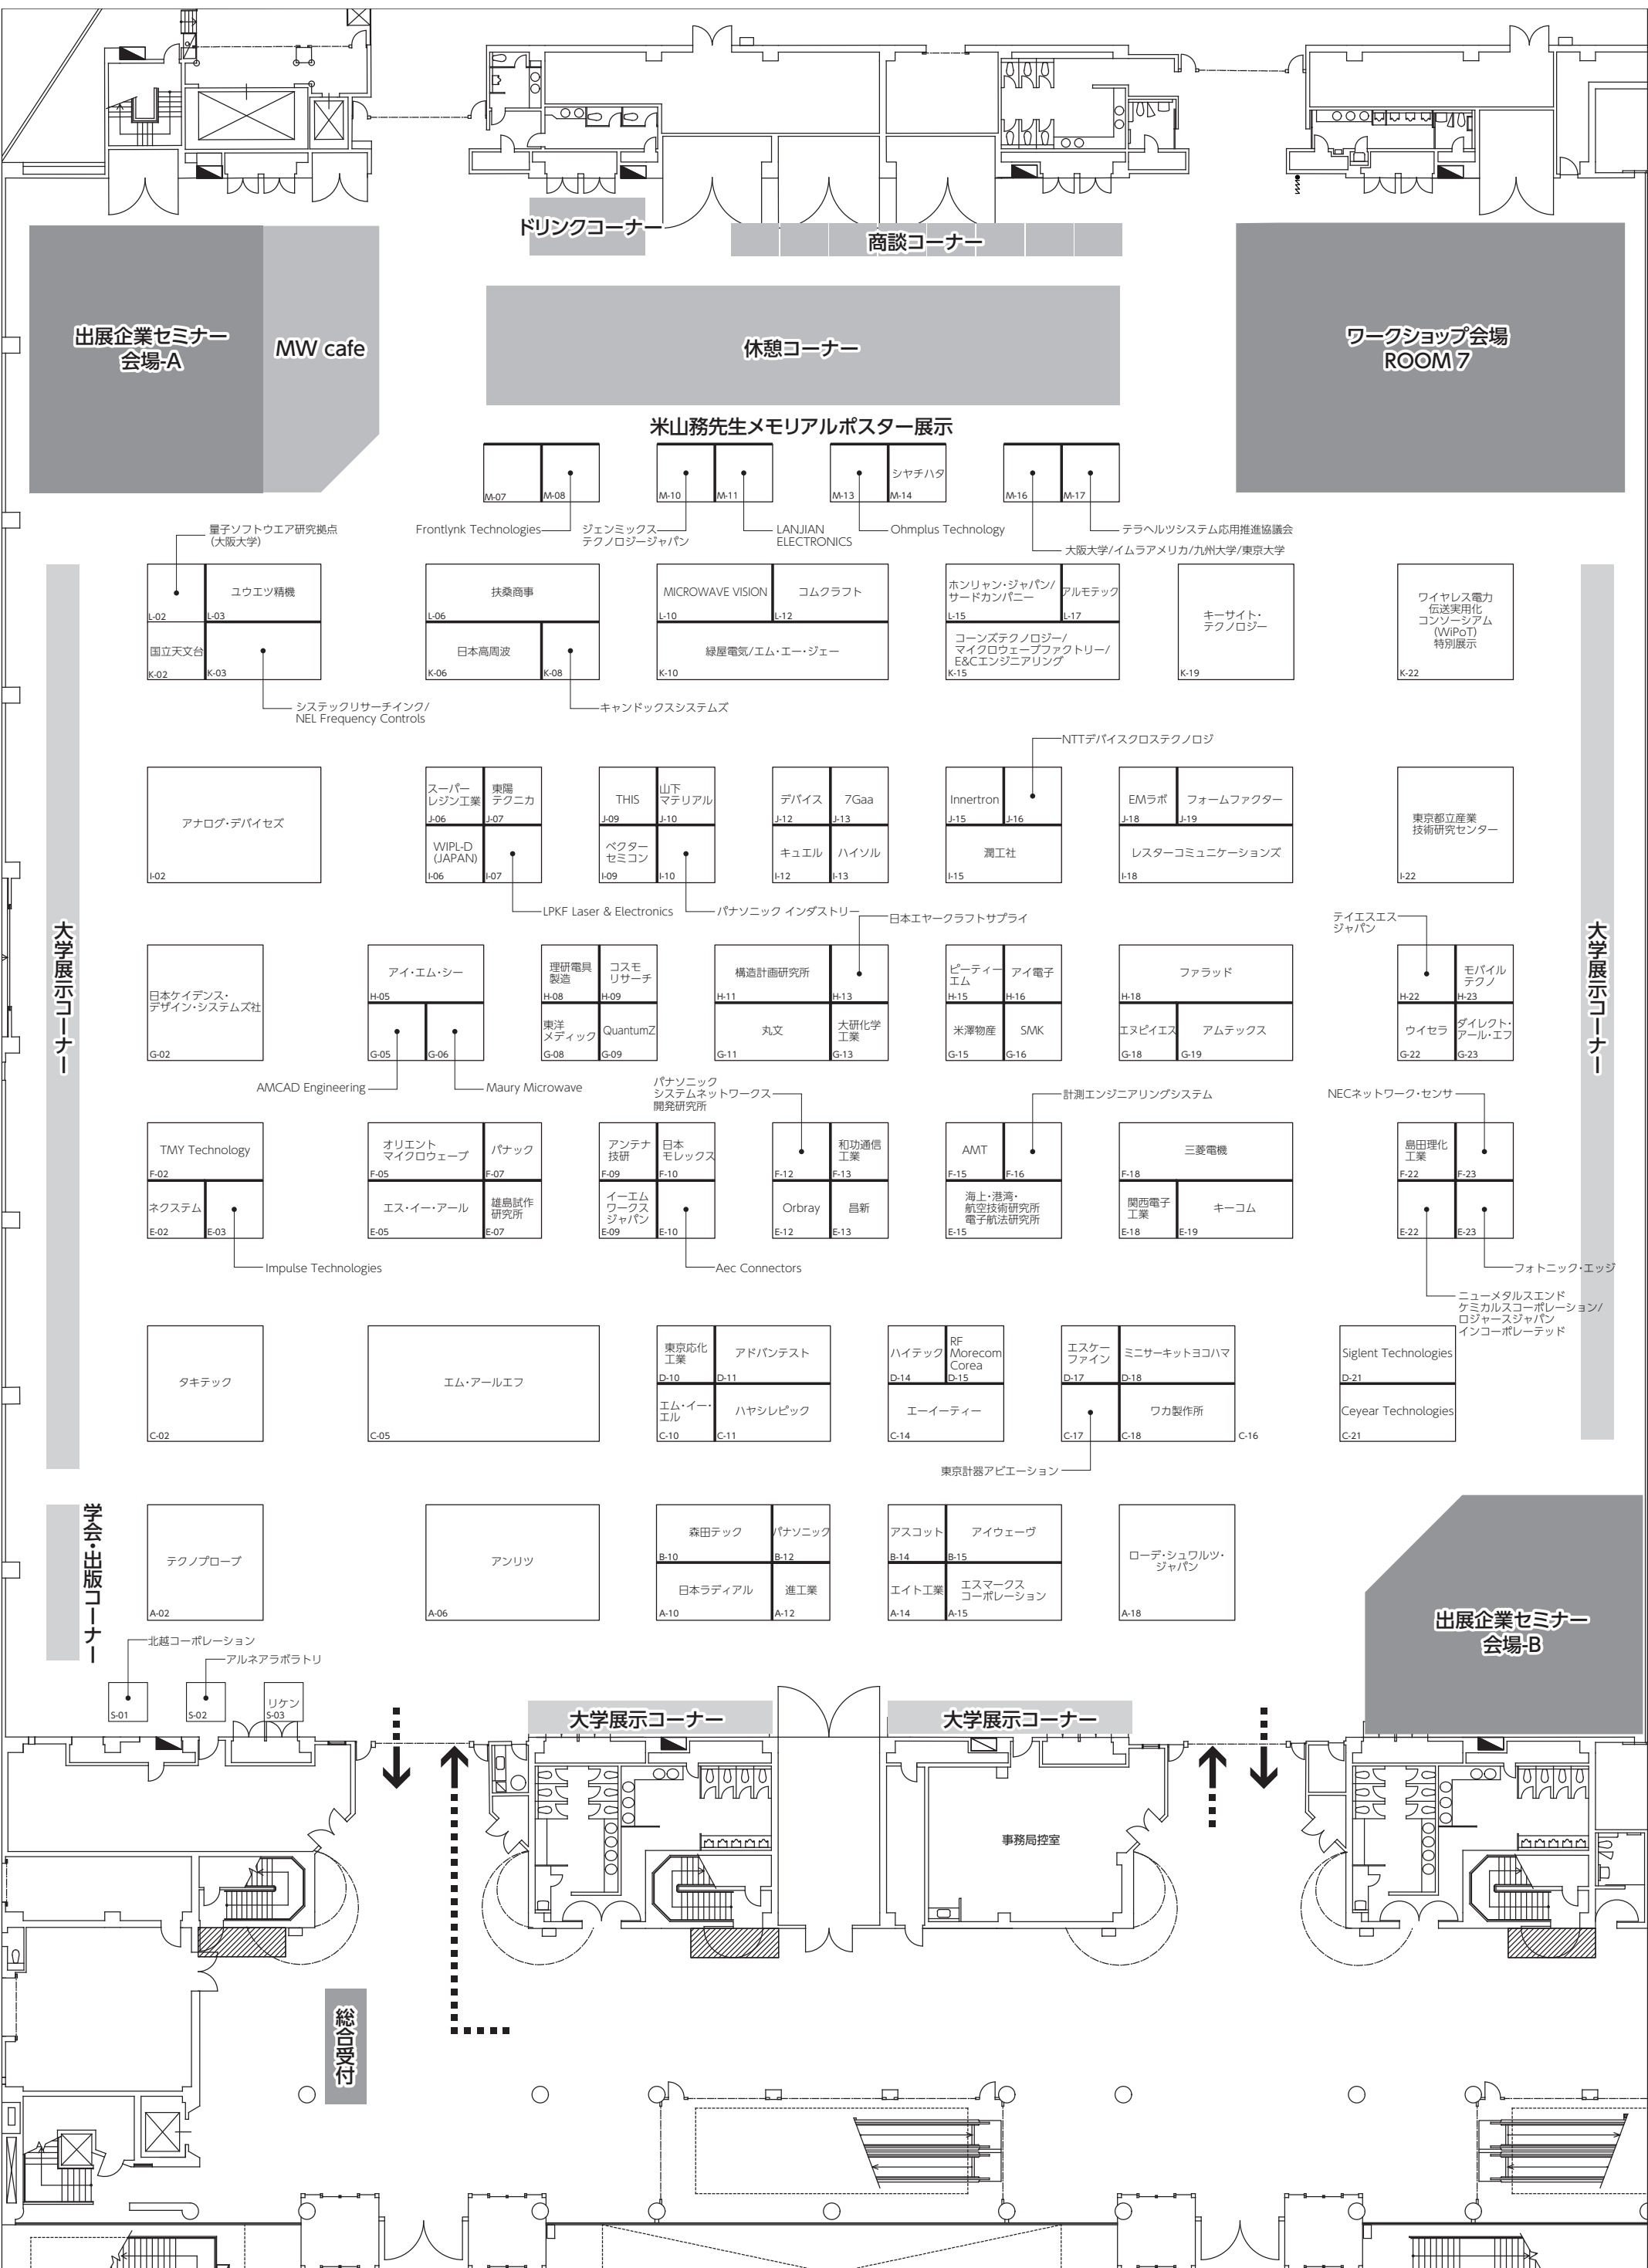 ドリンクコーナー
商談コーナー
出展企業セミナー
会場-A
MW cafe
休憩コーナー
ワークショップ会場
ROOM 7
米山務先生メモリアルポスター展示
M-07
M-08
M-10
M-11
M-13
シヤチハタ
M-14
M-16
M-17
Frontlynk Technologies
ジェンミックス
テクノロジージャパン
LANJIAN
ELECTRONICS
Ohmplus Technology
テラヘルツシステム応用推進協議会
大阪大学/イムラアメリカ/九州大学/東京大学
量子ソフトウエア研究拠点
(大阪大学)
L-02
ユウエツ精機
L-03
扶桑商事
L-06
MICROWAVE VISION
L-10
コムクラフト
L-12
ホンリャン・ジャパン/
サードカンパニー
L-15
アルモテック
L-17
キーサイト・
テクノロジー
K-19
ワイヤレス電力
伝送実用化
コンソーシアム
(WiPoT)
特別展示
K-22
国立天文台
K-02
K-03
日本高周波
K-06
K-08
緑屋電気/エム・エー・ジェー
K-10
コーンズテクノロジー/
マイクロウェーブファクトリー/
E&Cエンジニアリング
K-15
システックリサーチインク/
NEL Frequency Controls
キャンドックスシステムズ
NTTデバイスクロステクノロジ
アナログ・デバイセズ
I-02
スーパー
レジン工業
J-06
東陽
テクニカ
J-07
THIS
J-09
山下
マテリアル
J-10
デバイス
J-12
7Gaa
J-13
Innertron
J-15
J-16
EMラボ
J-18
フォームファクター
J-19
東京都立産業
技術研究センター
I-22
WIPL-D
(JAPAN)
I-06
I-07
ベクター
セミコン
I-09
I-10
キュエル
I-12
ハイソル
I-13
潤工社
I-15
レスターコミュニケーションズ
I-18
LPKF Laser & Electronics
パナソニック インダストリー
日本エヤークラフトサプライ
テイエスエス
ジャパン
大学展示コーナー
大学展示コーナー
日本ケイデンス・
デザイン・システムズ社
G-02
アイ・エム・シー
H-05
理研電具
製造
H-08
コスモ
リサーチ
H-09
構造計画研究所
H-11
H-13
ピーティー
エム
H-15
アイ電子
H-16
ファラッド
H-18
H-22
モバイル
テクノ
H-23
G-05
G-06
東洋
メディック
G-08
QuantumZ
G-09
丸文
G-11
大研化学
工業
G-13
米澤物産
G-15
SMK
G-16
エヌピイエス
G-18
アムテックス
G-19
ウイセラ
G-22
ダイレクト・
アール・エフ
G-23
AMCAD Engineering
Maury Microwave
パナソニック
システムネットワークス
開発研究所
計測エンジニアリングシステム
NECネットワーク・センサ
TMY Technology
F-02
オリエント
マイクロウェーブ
F-05
パナック
F-07
アンテナ
技研
F-09
日本
モレックス
F-10
F-12
和功通信
工業
F-13
AMT
F-15
F-16
三菱電機
F-18
島田理化
工業
F-22
F-23
ネクステム
E-02
E-03
エス・イー・アール
E-05
雄島試作
研究所
E-07
イーエム
ワークス
ジャパン
E-09
E-10
Orbray
E-12
昌新
E-13
海上・港湾・
航空技術研究所
電子航法研究所
E-15
関西電子
工業
E-18
キーコム
E-19
E-22
E-23
Impulse Technologies
Aec Connectors
フォトニック・エッジ
ニューメタルスエンド
ケミカルスコーポレーション/
ロジャースジャパン
インコーポレーテッド
タキテック
C-02
エム・アールエフ
C-05
東京応化
工業
D-10
アドバンテスト
D-11
ハイテック
D-14
RF
Morecom
Corea
D-15
エスケー
ファイン
D-17
ミニサーキットヨコハマ
D-18
Siglent Technologies
D-21
エム・イー・
エル
C-10
ハヤシレピック
C-11
エーイーティー
C-14
C-17
ワカ製作所
C-18
C-16
Ceyear Technologies
C-21
東京計器アビエーション
学会・出版コーナー
テクノプローブ
A-02
アンリツ
A-06
森田テック
B-10
パナソニック
B-12
アスコット
B-14
アイウェーヴ
B-15
ローデ・シュワルツ・
ジャパン
A-18
日本ラディアル
A-10
進工業
A-12
エイト工業
A-14
エスマークス
コーポレーション
A-15
出展企業セミナー
会場-B
北越コーポレーション
アルネアラボラトリ
S-01
S-02
リケン
S-03
大学展示コーナー
大学展示コーナー
事務局控室
総合受付